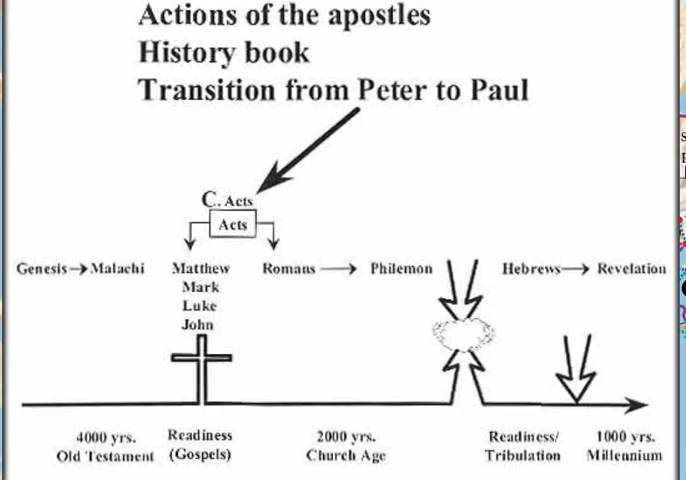 Actions of the apostles
History book
Transition from Peter to Paul
C. Acts
Acts
Genesis → Malachi
Matthew
Mark
Luke
John
Romans → Philemon
Hebrews → Revelation
4000 yrs.
Old Testament
Readiness
(Gospels)
2000 yrs.
Church Age
Readiness/
Tribulation
1000 yrs.
Millennium